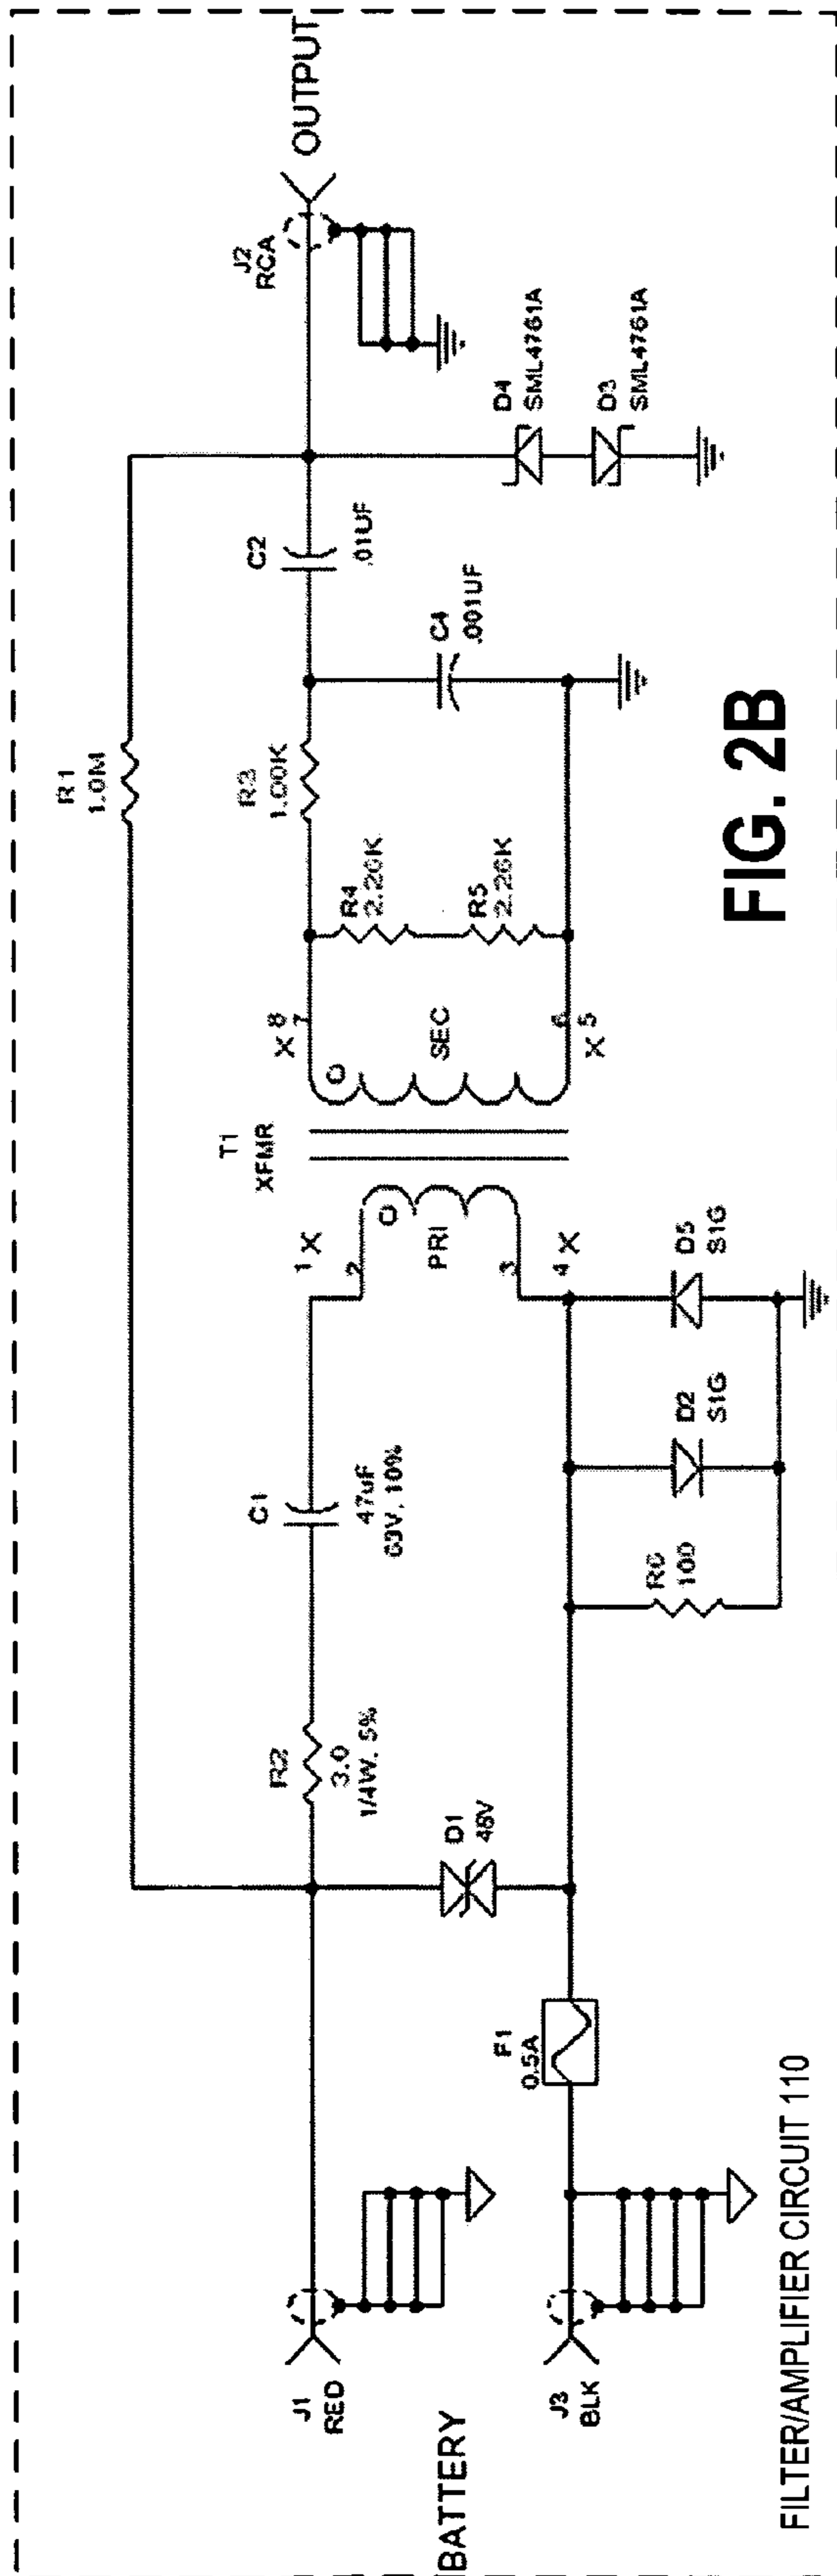 R1
1.0M
J2
RCA
OUTPUT
C2
.01UF
R3
1.00K
C4
.001UF
D4
SML4761A
D3
SML4761A
R4
2.20K
R5
2.20K
X 8
7
SEC
6
X 5
T1
XFMR
1 X
2
PRI
3
4 X
C1
47uF
63V, 10%
R2
3.0
1/4W, 5%
D1
48V
D5
S1G
D2
S1G
R6
100
F1
0.5A
J1
RED
BATTERY
J3
BLK
FILTER/AMPLIFIER CIRCUIT 110
FIG. 2B